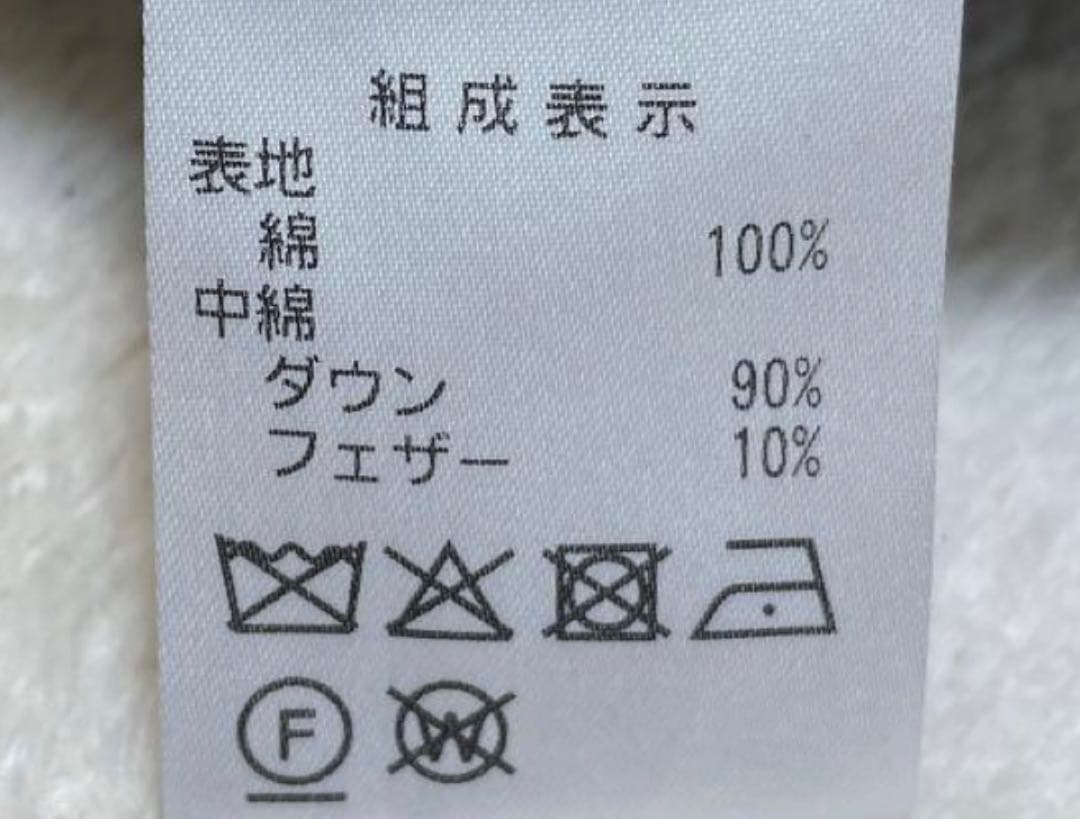 組成表示
表地
綿 100%
中綿
ダウン 90%
フェザー 10%
F W